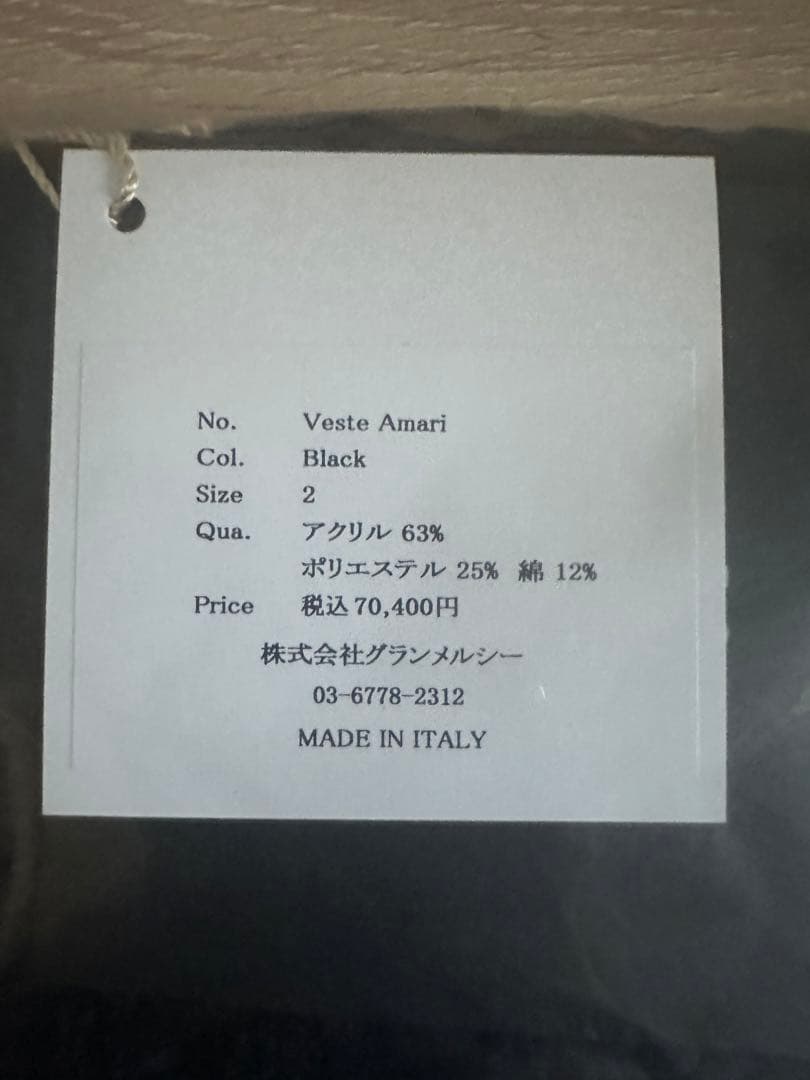 No. Veste Amari
Col. Black
Size 2
Qua. アクリル 63%
ポリエステル 25% 綿 12%
Price 税込 70,400円
株式会社グランメルシー
03-6778-2312
MADE IN ITALY